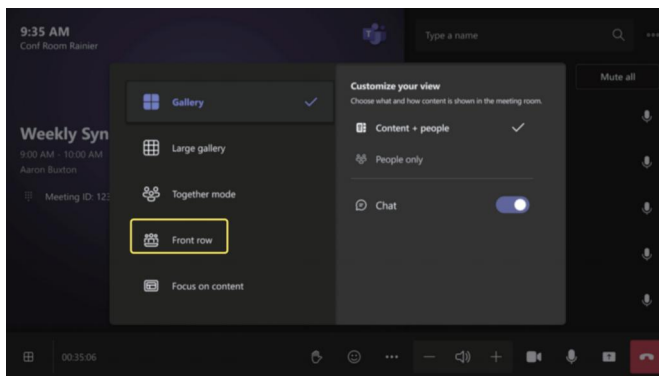 9:35 AM
Conf Room Rainier
Type a name
Mute all
Weekly Syn
9:00 AM - 10:00 AM
Aaron Buxton
Meeting ID: 123
Gallery
Large gallery
Together mode
Front row
Focus on content
Customize your view
Choose what and how content is shown in the meeting room.
Content + people
People only
Chat
00:35:06